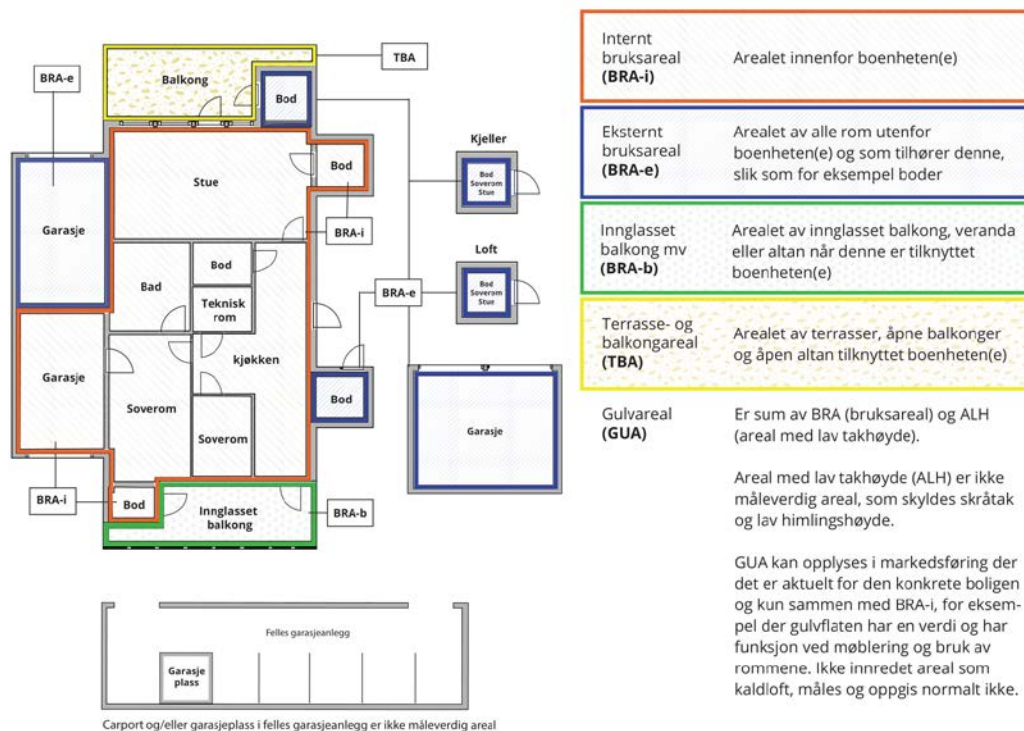 TBA
BRA-e
Balkong
Bod
Kjeller
Bod
Soverom
Stue
Stue
Bod
BRA-i
Garasje
Loft
Bod
Soverom
Stue
Bad
Bod
Teknisk
rom
BRA-e
kjøkken
Garasje
Soverom
Soverom
Bod
Garasje
BRA-i
Bod
Innglasset
balkong
BRA-b
Felles garasjeanlegg
Garasje
plass
Carport og/eller garasjeplass i felles garasjeanlegg er ikke måleverdig areal
Internt
bruksareal
(BRA-i)
Arealet innenfor boenheten(e)
Eksternt
bruksareal
(BRA-e)
Arealet av alle rom utenfor
boenheten(e) og som tilhører denne,
slik som for eksempel boder
Innglasset
balkong mv
(BRA-b)
Arealet av innglasset balkong, veranda
eller altan når denne er tilknyttet
boenheten(e)
Terrasse- og
balkongareal
(TBA)
Arealet av terrasser, åpne balkonger
og åpen altan tilknyttet boenheten(e)
Gulvareal
(GUA)
Er sum av BRA (bruksareal) og ALH
(areal med lav takhøyde).
Areal med lav takhøyde (ALH) er ikke
måleverdig areal, som skyldes skråtak
og lav himlingshøyde.
GUA kan opplyses i markedsføring der
det er aktuelt for den konkrete boligen
og kun sammen med BRA-i, for eksem-
pel der gulvflaten har en verdi og har
funksjon ved møblering og bruk av
rommene. Ikke innredet areal som
kaldloft, måles og oppgis normalt ikke.